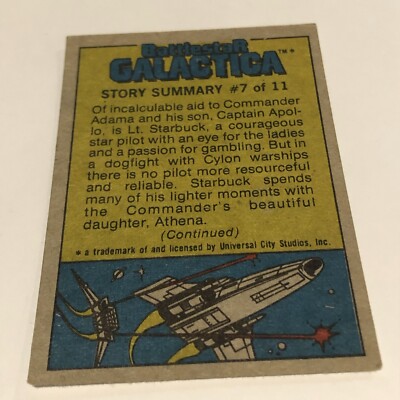 BattlestaR
GALACTICA™*
STORY SUMMARY #7 of 11
Of incalculable aid to Commander
Adama and his son, Captain Apol-
lo, is Lt. Starbuck, a courageous
star pilot with an eye for the ladies
and a passion for gambling. But in
a dogfight with Cylon warships
there is no pilot more resourceful
and reliable. Starbuck spends
many of his lighter moments with
the Commander's beautiful
daughter, Athena.
(Continued)
* a trademark of and licensed by Universal City Studios, Inc.